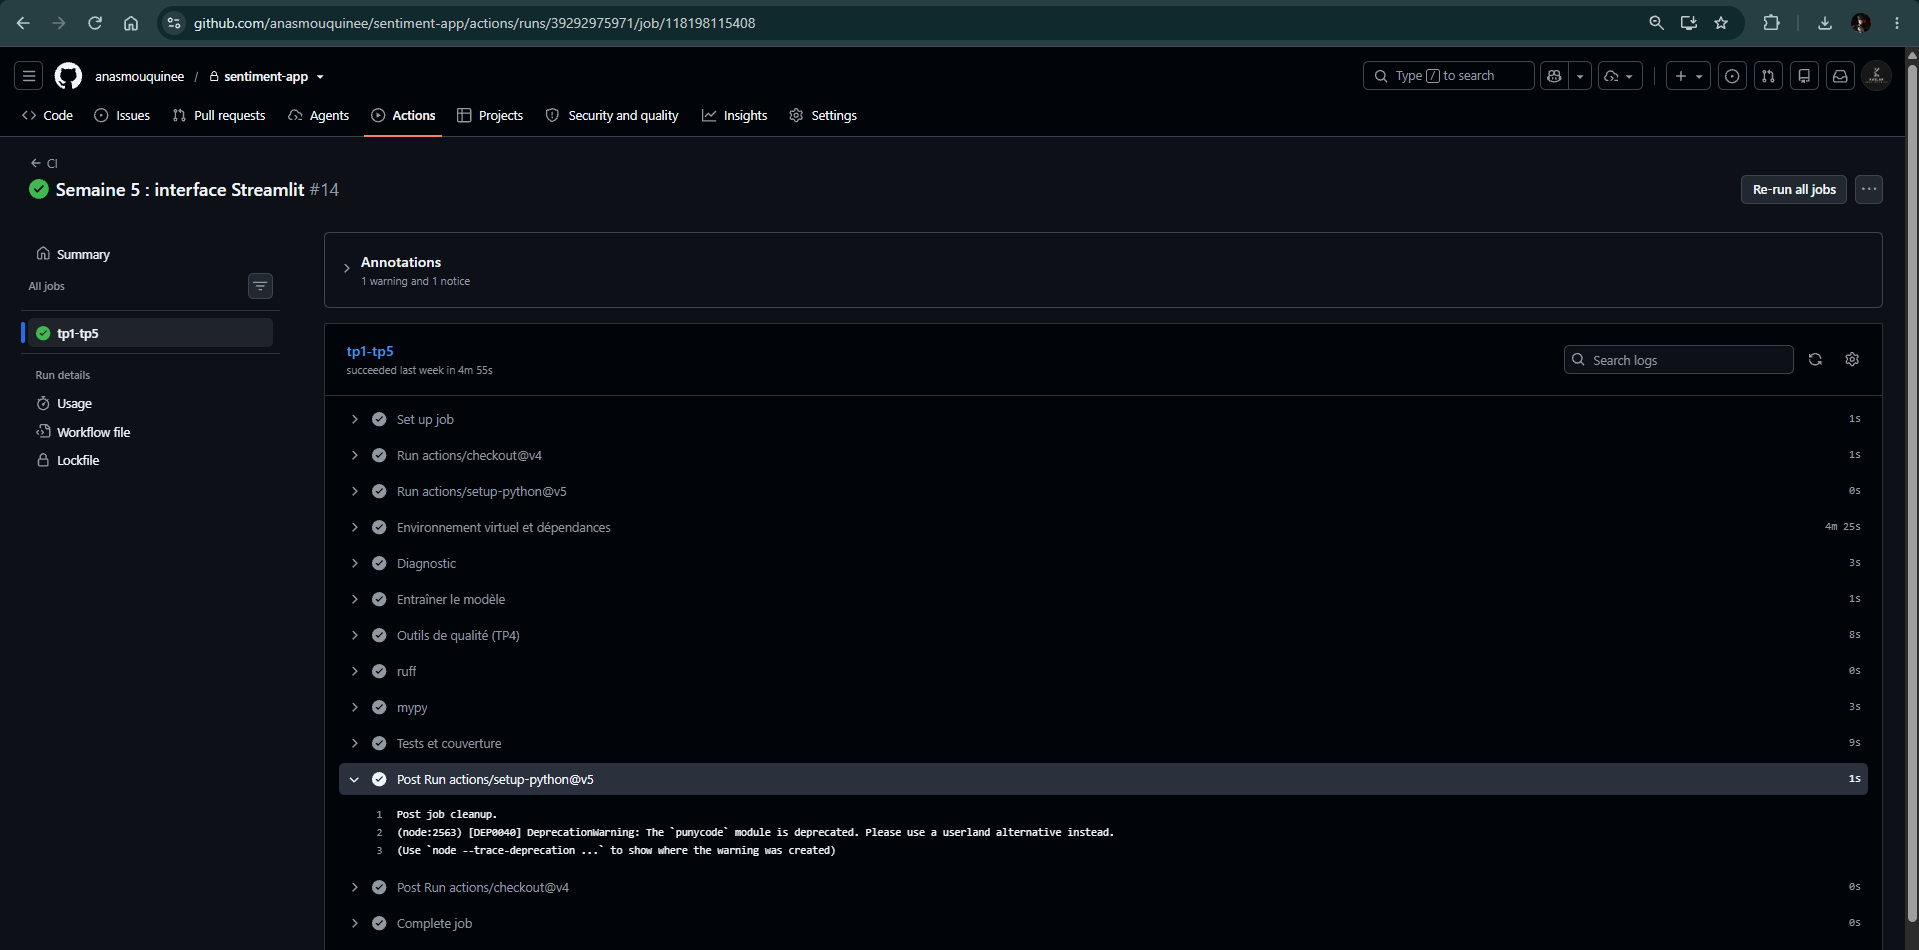 github.com/anasmouquinee/sentiment-app/actions/runs/39292975971/job/118198115408
anasmouquinee / sentiment-app
Type / to search
Code Issues Pull requests Agents Actions Projects Security and quality Insights Settings
CI
Semaine 5 : interface Streamlit #14
Re-run all jobs
Summary
All jobs
tp1-tp5
Run details
Usage
Workflow file
Lockfile
Annotations
1 warning and 1 notice
tp1-tp5
succeeded last week in 4m 55s
Search logs
Set up job 1s
Run actions/checkout@v4 1s
Run actions/setup-python@v5 0s
Environnement virtuel et dépendances 4m 25s
Diagnostic 3s
Entraîner le modèle 1s
Outils de qualité (TP4) 8s
ruff 0s
mypy 3s
Tests et couverture 9s
Post Run actions/setup-python@v5 1s
1 Post job cleanup.
2 (node:2563) [DEP0040] DeprecationWarning: The `punycode` module is deprecated. Please use a userland alternative instead.
3 (Use `node --trace-deprecation ...` to show where the warning was created)
Post Run actions/checkout@v4 0s
Complete job 0s